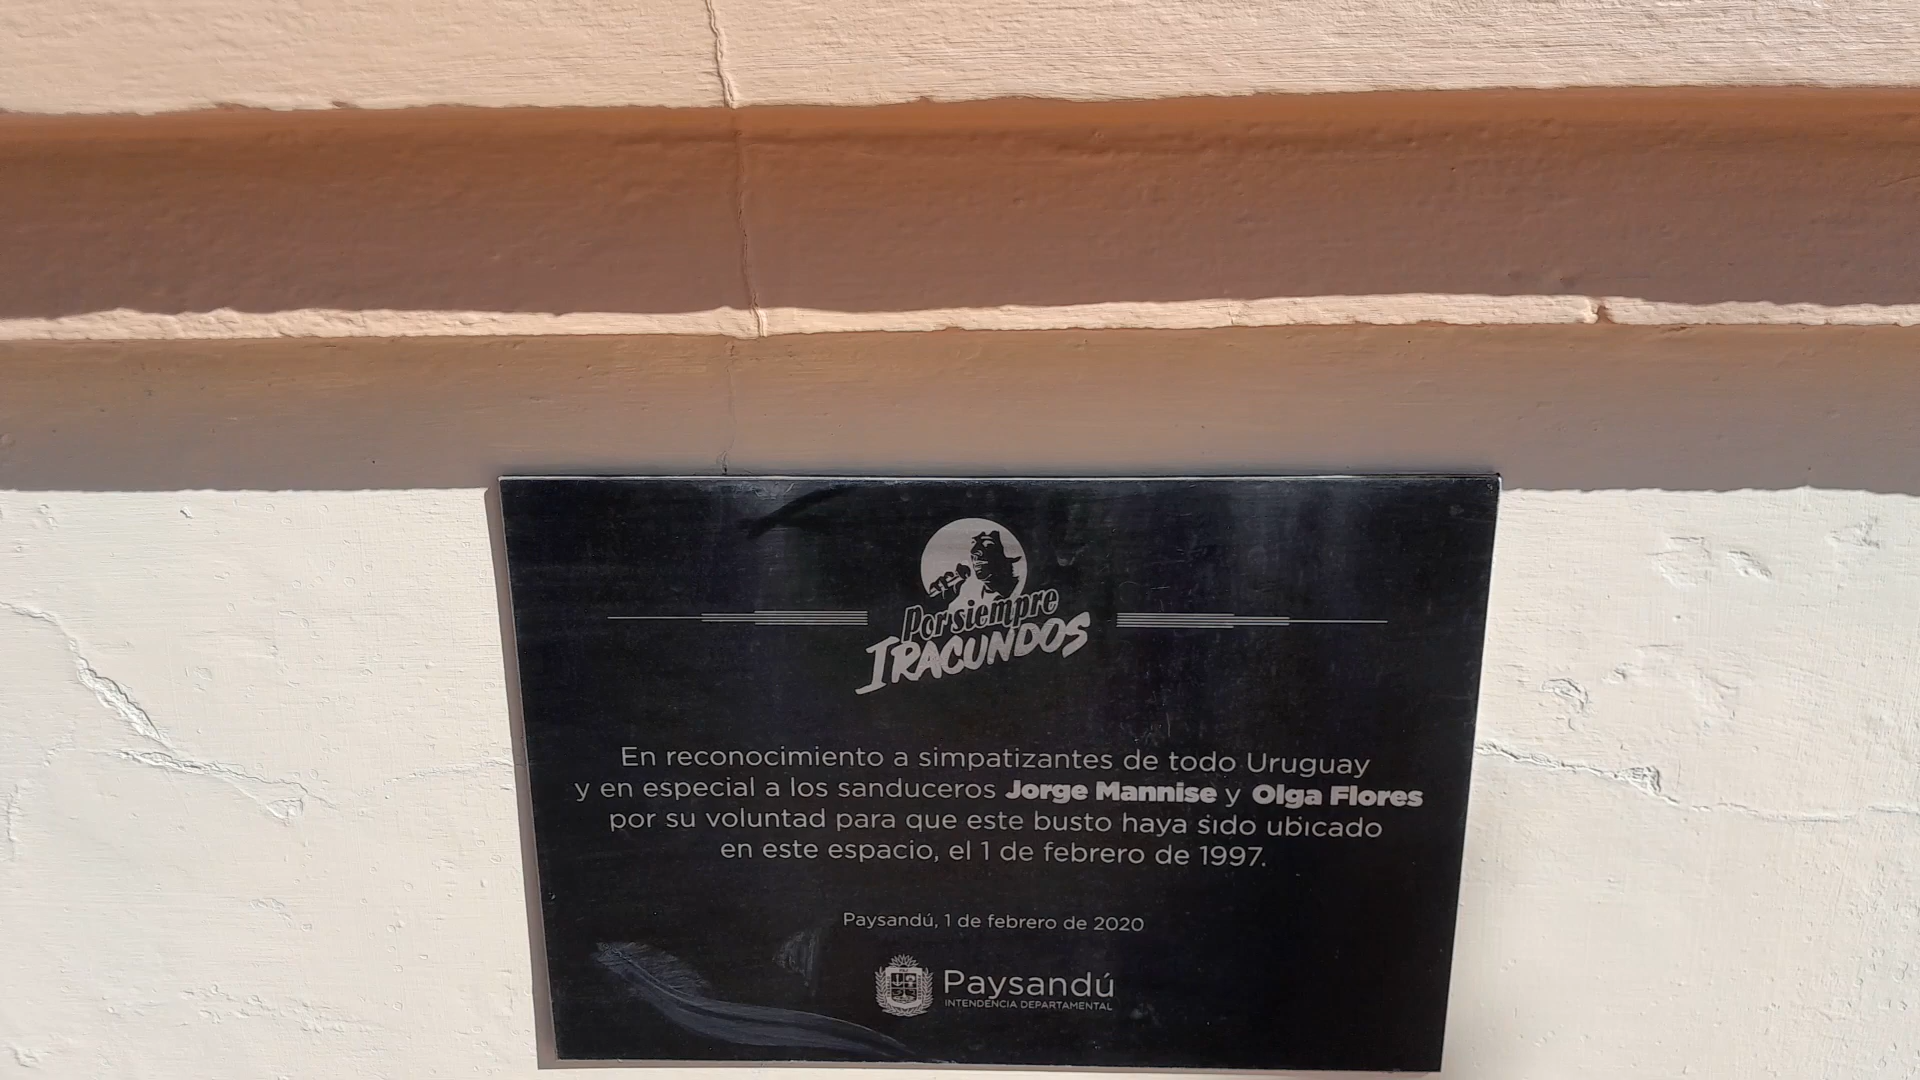 Por siempre
IRACUNDOS
En reconocimiento a simpatizantes de todo Uruguay
y en especial a los sanduceros Jorge Mannise y Olga Flores
por su voluntad para que este busto haya sido ubicado
en este espacio, el 1 de febrero de 1997.
Paysandú, 1 de febrero de 2020
Paysandú
INTENDENCIA DEPARTAMENTAL